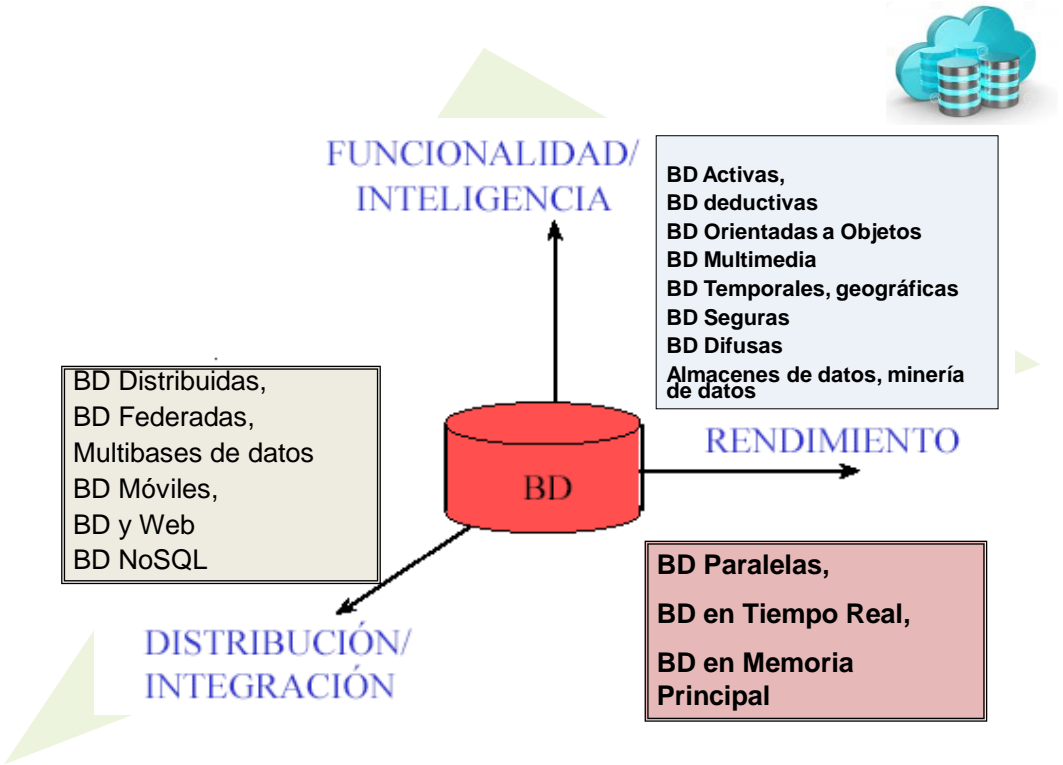 FUNCIONALIDAD/
INTELIGENCIA
BD Activas,
BD deductivas
BD Orientadas a Objetos
BD Multimedia
BD Temporales, geográficas
BD Seguras
BD Difusas
Almacenes de datos, minería
de datos
BD Distribuidas,
BD Federadas,
Multibases de datos
BD Móviles,
BD y Web
BD NoSQL
RENDIMIENTO
BD
BD Paralelas,
BD en Tiempo Real,
BD en Memoria
Principal
DISTRIBUCIÓN/
INTEGRACIÓN